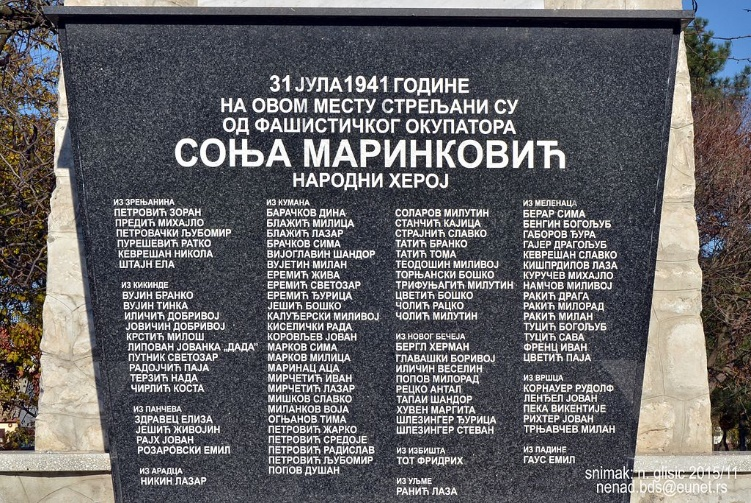 31 ЈУЛА 1941 ГОДИНЕ
НА ОВОМ МЕСТУ СТРЕЉАНИ СУ
ОД ФАШИСТИЧКОГ ОКУПАТОРА
СОЊА МАРИНКОВИЋ
НАРОДНИ ХЕРОЈ
ИЗ ЗРЕЊАНИНА
ПЕТРОВИЋ ЗОРАН
ПРЕДИЋ МИХАЈЛО
ПЕТРОВАЧКИ ЉУБОМИР
ПУРЕШЕВИЋ РАТКО
КЕВРЕШАН НИКОЛА
ШТАЈН ЕЛА
ИЗ КИКИНДЕ
ВУЈИН БРАНКО
ВУЈИН ТИНКА
ИЛИЧИЋ ДОБРИВОЈ
ЈОВИЧИН ДОБРИВОЈ
КРСТИЋ МИЛОШ
ЛИПОВАН ЈОВАНКА „ДАДА"
ПУТНИК СВЕТОЗАР
РАДОЈЧИЋ ПАЈА
ТЕРЗИЋ НАДА
ЧИРЛИЋ КОСТА
ИЗ ПАНЧЕВА
ЗДРАВЕЦ ЕЛИЗА
ЈЕШИЋ ЖИВОЈИН
РАЈХ ЈОВАН
РОЗАРОВСКИ ЕМИЛ
ИЗ АРАДЦА
НИКИН ЛАЗАР
ИЗ КУМАНА
БАРАЧКОВ ДИНА
БЛАЖИЋ МИЛИЦА
БЛАЖИЋ ЛАЗАР
БРАЧКОВ СИМА
ВИЈОГЛАВИН ШАНДОР
ВУЈЕТИН МИЛАН
ЕРЕМИЋ ЖИВА
ЕРЕМИЋ СВЕТОЗАР
ЕРЕМИЋ ЂУРИЦА
ЈЕШИЋ БОШКО
КАЛУЂЕРСКИ МИЛИВОЈ
КИСЕЛИЧКИ РАДА
КОРОВЉЕВ ЈОВАН
МАРКОВ СИМА
МАРКОВ МИЛИЦА
МАРИНАЦ АЦА
МИРЧЕТИЋ ИВАН
МИРЧЕТИЋ ЛАЗАР
МИШКОВ СЛАВКО
МИЛАНКОВ ВОЈА
ОГЊАНОВ ТИМА
ПЕТРОВИЋ ЖАРКО
ПЕТРОВИЋ СРЕДОЈЕ
ПЕТРОВИЋ РАДИСЛАВ
ПЕТРОВИЋ ЉУБОМИР
ПОПОВ ДУШАН
СОЛАРОВ МИЛУТИН
СТАНЧИЋ КАЈИЦА
СТРАЈНИЋ СЛАВКО
ТАТИЋ БРАНКО
ТАТИЋ ТОМА
ТЕОДОШИН МИЛИВОЈ
ТОРЊАНСКИ БОШКО
ТРИФУЊАГИЋ МИЛУТИН
ЦВЕТИЋ БОШКО
ЧОЛИЋ РАЦКО
ЧОЛИЋ МИЛУТИН
ИЗ НОВОГ БЕЧЕЈА
БЕРГЛ ХЕРМАН
ГЛАВАШКИ БОРИВОЈ
ИЛИЧИН ВЕСЕЛИН
ПОПОВ МИЛОРАД
РЕЦКО АНТАЛ
ТАПАИ ШАНДОР
ХУВЕН МАРГИТА
ШЛЕЗИНГЕР ЂУРИЦА
ШЛЕЗИНГЕР СТЕВАН
ИЗ ИЗБИШТА
ТОТ ФРИДРИХ
ИЗ УЉМЕ
РАНИЋ ЛАЗА
ИЗ МЕЛЕНАЦА
БЕРАР СИМА
БЕНГИН БОГОЉУБ
ГАБОРОВ ЂУРА
ГАЈЕР ДРАГОЉУБ
КЕВРЕШАН СЛАВКО
КИШПРДИЛОВ ЛАЗА
КУРУЧЕВ МИХАЈЛО
НАМЧОВ МИЛИВОЈ
РАКИЋ ДРАГА
РАКИЋ МИЛОРАД
РАКИЋ МИЛАН
ТУЦИЋ БОГОЉУБ
ТУЦИЋ САВА
ФРЕНЦ ИВАН
ЦВЕТИЋ ПАЈА
ИЗ ВРШЦА
КОРНАУЕР РУДОЛФ
ЛЕНЂЕЛ ЈОВАН
ПЕКА ВИКЕНТИЈЕ
РИХТЕР ЈОВАН
ТРЊАВЧЕВ МИЛАН
ИЗ ПАДИНЕ
ГАУС ЕМИЛ
snimak: n. glisic 2015/11
nenad.bds@eunet.rs